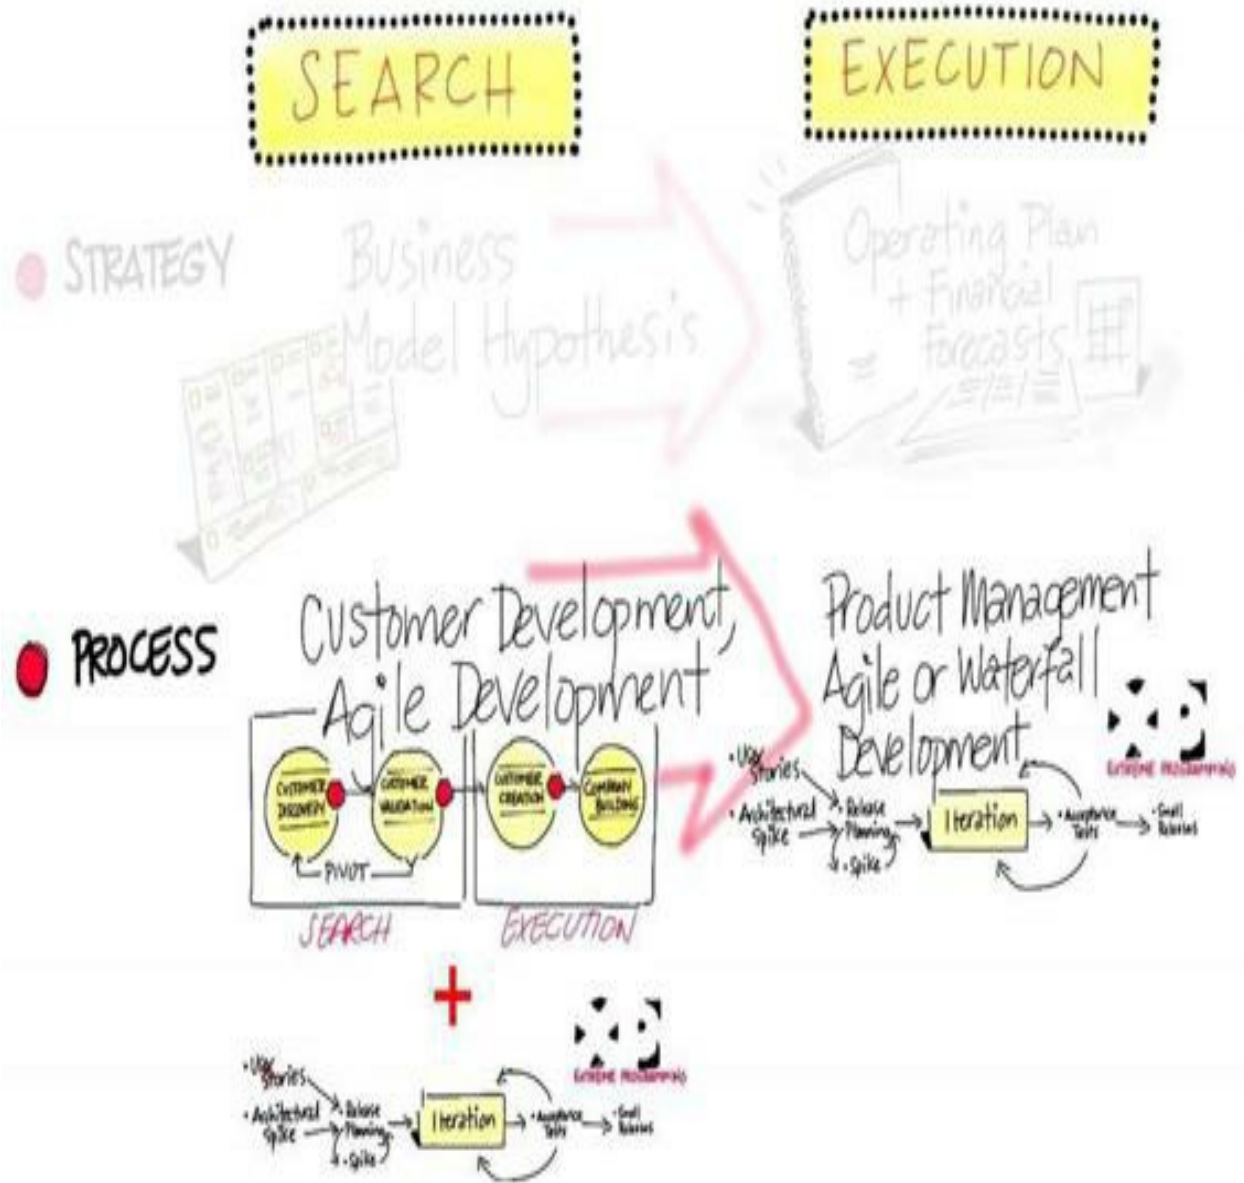 SEARCH
EXECUTION
STRATEGY
Business
Model Hypothesis
Operating Plan
+ Financial
Forecasts
PROCESS
Customer Development,
Agile Development
CUSTOMER
DISCOVERY
CUSTOMER
VALIDATION
CUSTOMER
CREATION
COMPANY
BUILDING
PIVOT
SEARCH
EXECUTION
Product Management
Agile or Waterfall
Development
EXTREME PROGRAMMING
• User
Stories
• Architectural
Spike
• Release
Planning
• Spike
Iteration
• Acceptance
Tests
• Small
Releases
+
XP
EXTREME PROGRAMMING
• User
Stories
• Architectural
Spike
• Release
• Planning
• Spike
Iteration
• Acceptance
Tests
• Small
Releases